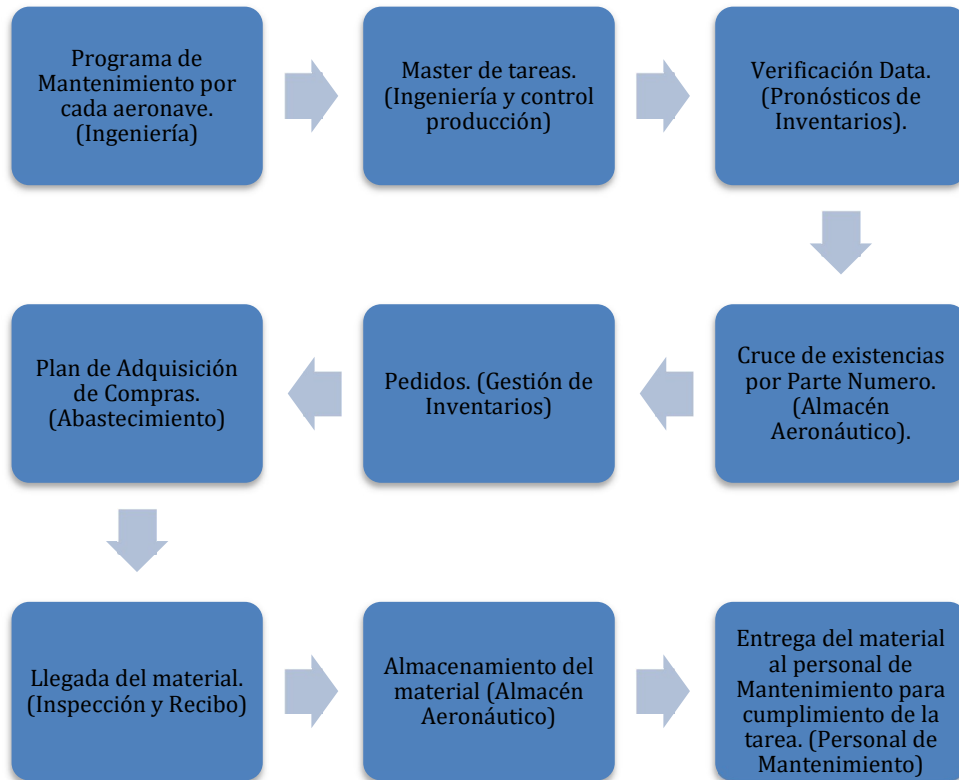 Programa de
Mantenimiento por
cada aeronave.
(Ingeniería)
Master de tareas.
(Ingeniería y control
producción)
Verificación Data.
(Pronósticos de
Inventarios).
Cruce de existencias
por Parte Numero.
(Almacén
Aeronáutico).
Pedidos. (Gestión de
Inventarios)
Plan de Adquisición
de Compras.
(Abastecimiento)
Llegada del material.
(Inspección y Recibo)
Almacenamiento del
material (Almacén
Aeronáutico)
Entrega del material
al personal de
Mantenimiento para
cumplimiento de la
tarea. (Personal de
Mantenimiento)